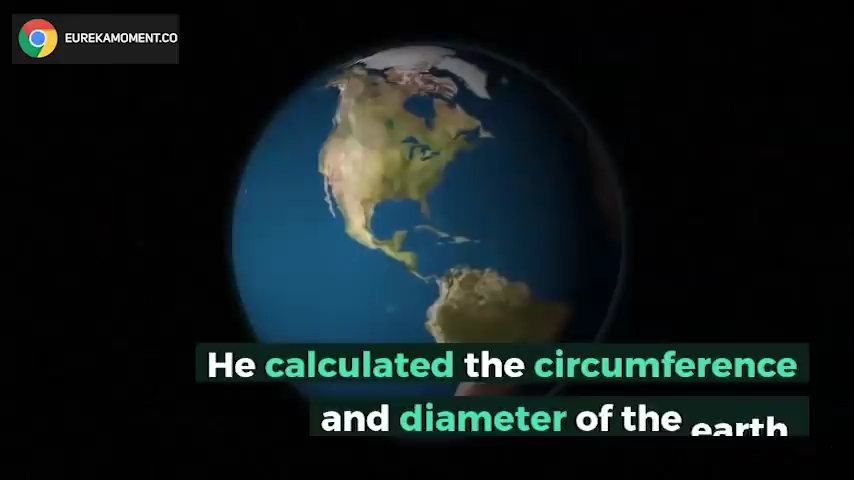 EUREKAMOMENT.CO
He calculated the circumference
and diameter of the earth